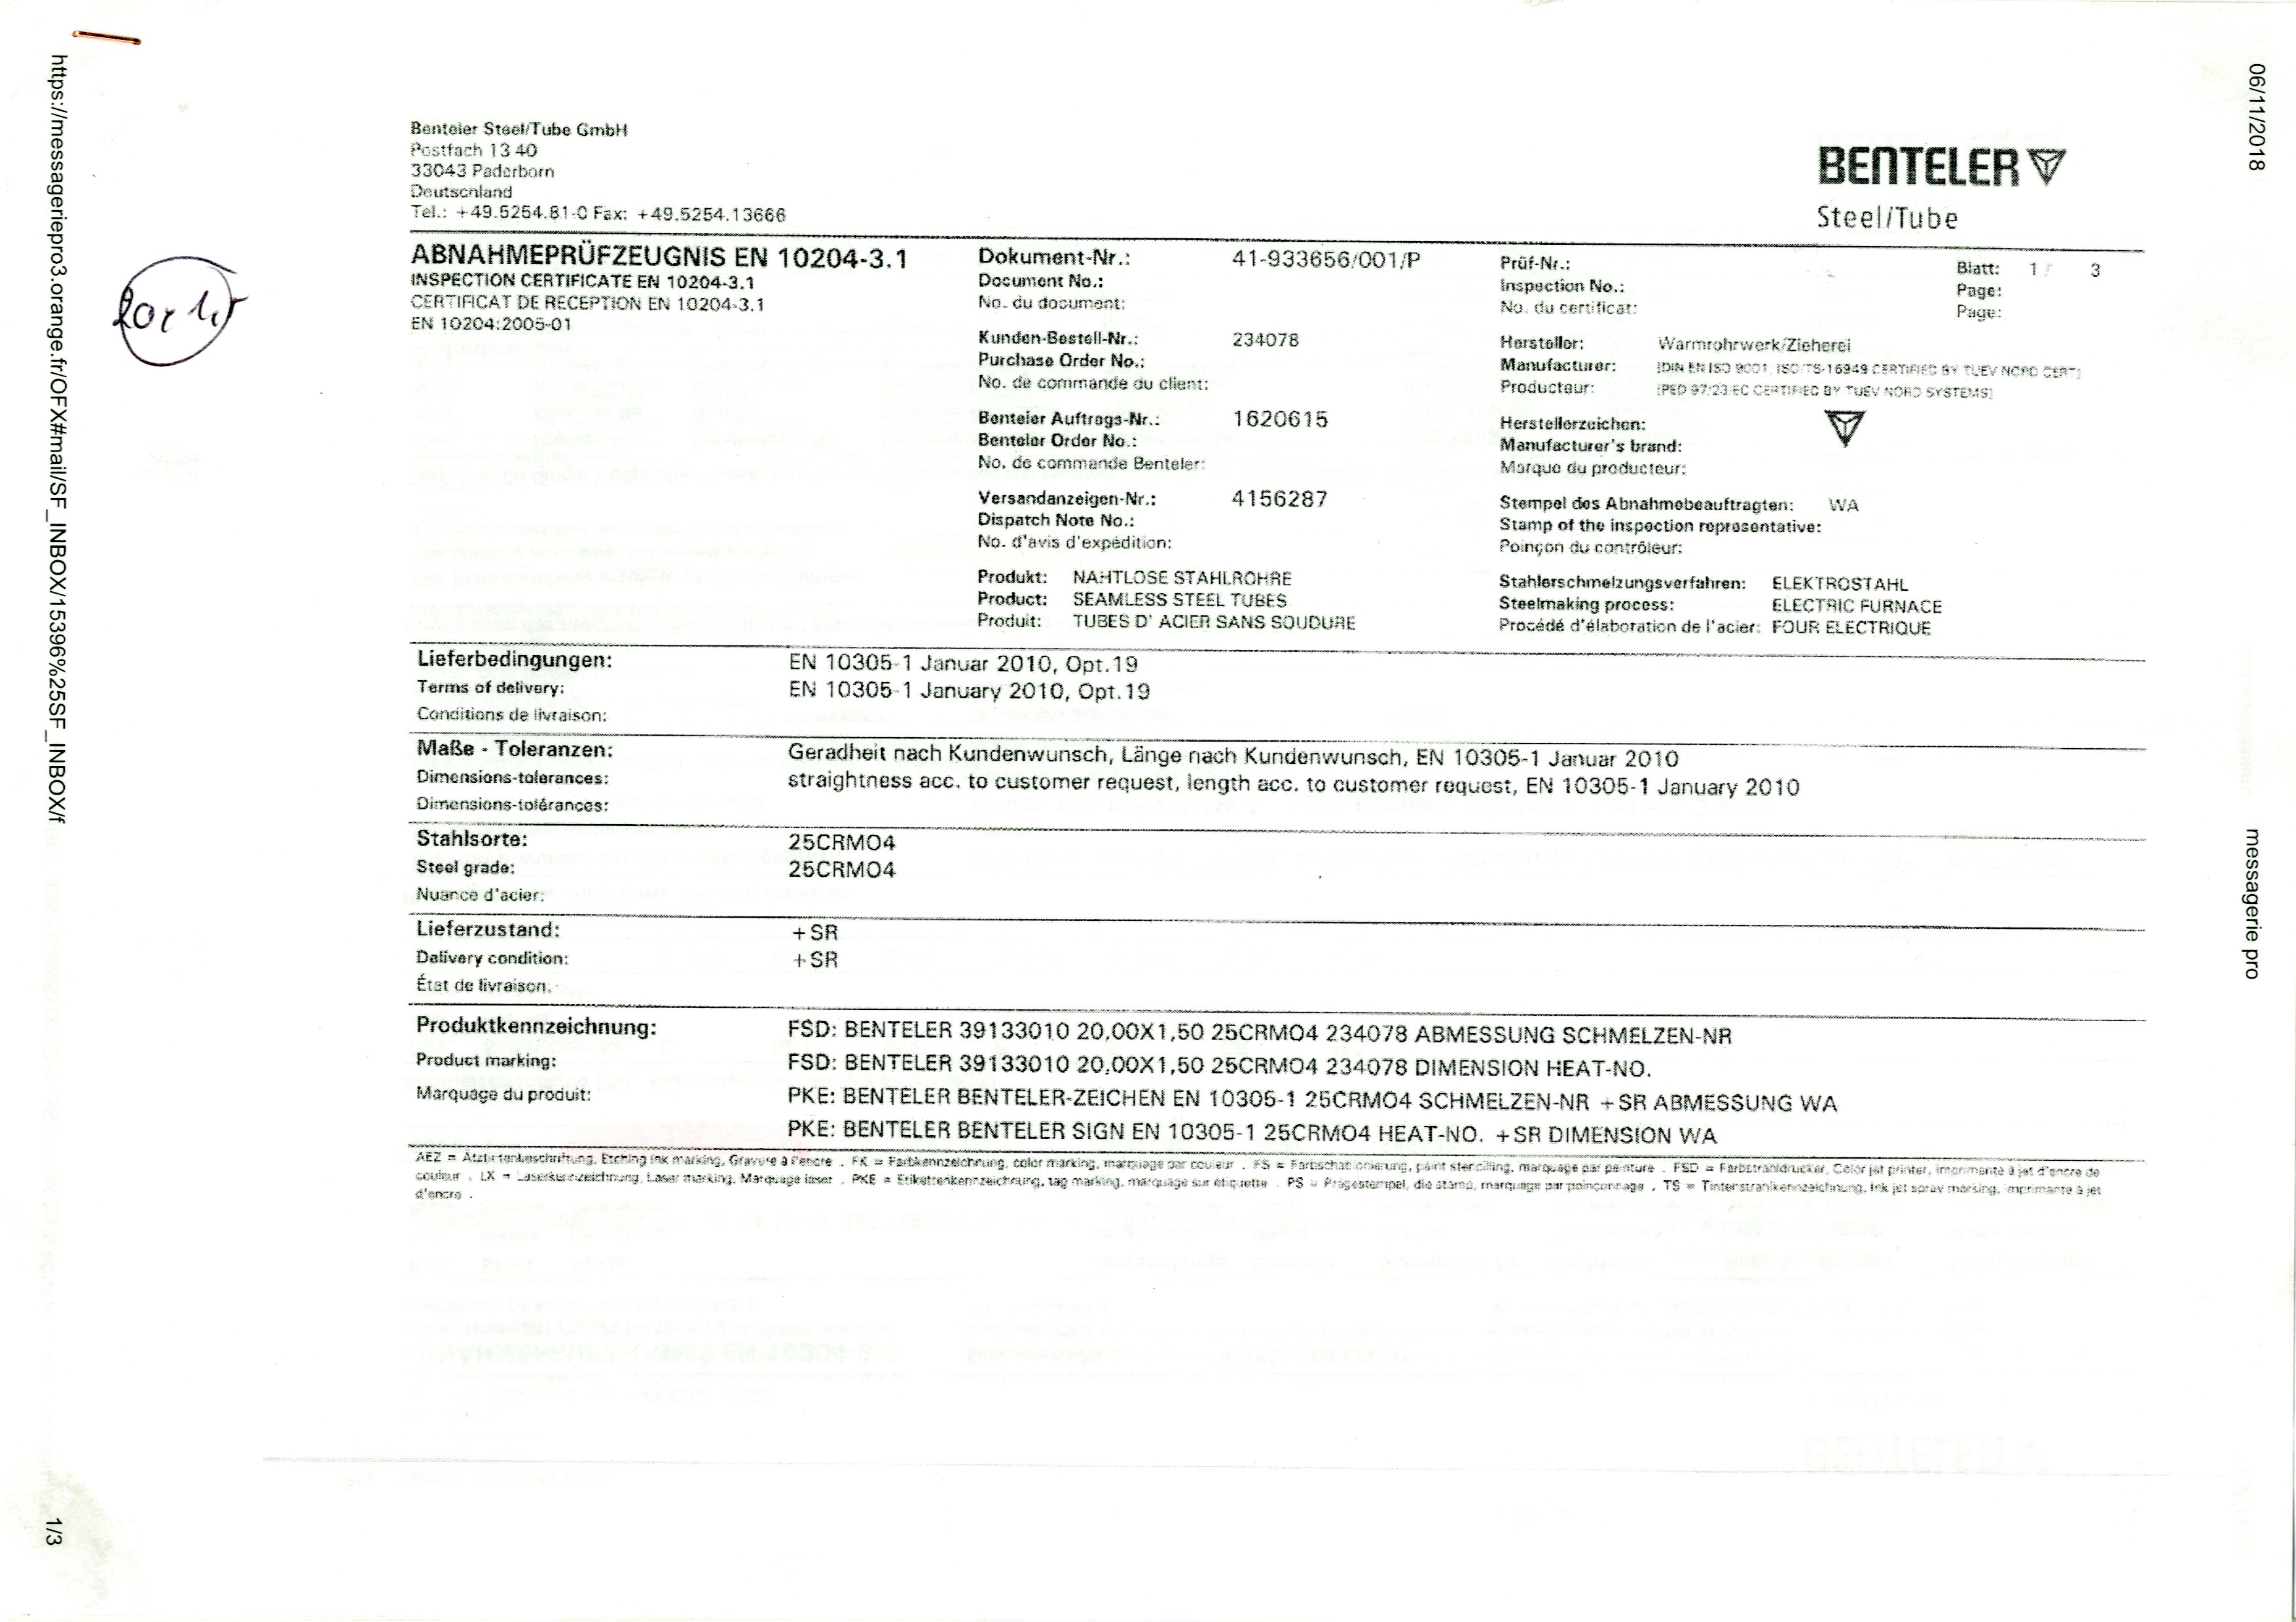 06/11/2018
messagerie pro
Benteler Steel/Tube GmbH
Postfach 13 40
33043 Paderborn
Deutschland
Tel.: +49.5254.81-0 Fax: +49.5254.13666
BENTELER
Steel/Tube
ABNAHMEPRÜFZEUGNIS EN 10204-3.1
INSPECTION CERTIFICATE EN 10204-3.1
CERTIFICAT DE RECEPTION EN 10204-3.1
EN 10204:2005-01
Dokument-Nr.: 41-933656/001/P
Document No.:
No. du document:
Kunden-Bestell-Nr.: 234078
Purchase Order No.:
No. de commande du client:
Benteler Auftrags-Nr.: 1620615
Benteler Order No.:
No. de commande Benteler:
Versandanzeigen-Nr.: 4156287
Dispatch Note No.:
No. d'avis d'expédition:
Produkt: NAHTLOSE STAHLROHRE
Product: SEAMLESS STEEL TUBES
Produit: TUBES D' ACIER SANS SOUDURE
Prüf-Nr.:
Inspection No.:
No. du certificat:
Blatt: 1 / 3
Page:
Page:
Hersteller: Warmrohrwerk/Zieherei
Manufacturer: [DIN EN ISO 9001, ISO/TS-16949 CERTIFIED BY TUEV NORD CERT]
Producteur: [PED 97/23/EC CERTIFIED BY TUEV NORD SYSTEMS]
Herstellerzeichen:
Manufacturer's brand:
Marque du producteur:
Stempel des Abnahmebeauftragten: WA
Stamp of the inspection representative:
Poinçon du contrôleur:
Stahlerschmelzungsverfahren: ELEKTROSTAHL
Steelmaking process: ELECTRIC FURNACE
Procédé d'élaboration de l'acier: FOUR ELECTRIQUE
Lieferbedingungen: EN 10305-1 Januar 2010, Opt.19
Terms of delivery: EN 10305-1 January 2010, Opt.19
Conditions de livraison:
Maße - Toleranzen: Geradheit nach Kundenwunsch, Länge nach Kundenwunsch, EN 10305-1 Januar 2010
Dimensions-tolerances: straightness acc. to customer request, length acc. to customer request, EN 10305-1 January 2010
Dimensions-tolérances:
Stahlsorte: 25CRMO4
Steel grade: 25CRMO4
Nuance d'acier:
Lieferzustand: +SR
Delivery condition: +SR
État de livraison:
Produktkennzeichnung: FSD: BENTELER 39133010 20,00X1,50 25CRMO4 234078 ABMESSUNG SCHMELZEN-NR
Product marking: FSD: BENTELER 39133010 20,00X1,50 25CRMO4 234078 DIMENSION HEAT-NO.
Marquage du produit: PKE: BENTELER BENTELER-ZEICHEN EN 10305-1 25CRMO4 SCHMELZEN-NR +SR ABMESSUNG WA
PKE: BENTELER BENTELER SIGN EN 10305-1 25CRMO4 HEAT-NO. +SR DIMENSION WA
AEZ = Ätztintenbeschriftung, Etching ink marking, Gravure à l'encre . FK = Farbkennzeichnung, color marking, marquage par couleur . FS = Farbschablonierung, paint stencilling, marquage par peinture . FSD = Farbstrahldrucker, Color jet printer, imprimante à jet d'encre de
couleur . LX = Laserkennzeichnung, Laser marking, Marquage laser . PKE = Etikettenkennzeichnung, tag marking, marquage sur étiquette . PS = Prägestempel, die stamp, marquage par poinçonnage . TS = Tintenstrahlkennzeichnung, Ink jet spray marking, imprimante à jet
d'encre .
https://messageriepro3.orange.fr/OFX#mail/SF_INBOX/15396%25SF_INBOX/f
1/3